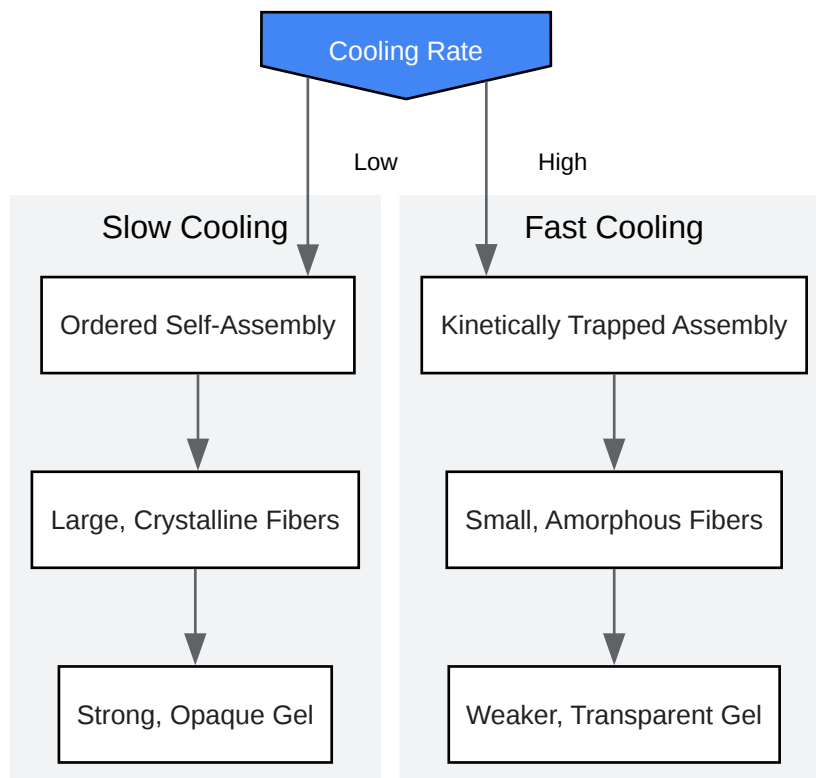 Cooling Rate
Low
High
Slow Cooling
Fast Cooling
Ordered Self-Assembly
Kinetically Trapped Assembly
Large, Crystalline Fibers
Small, Amorphous Fibers
Strong, Opaque Gel
Weaker, Transparent Gel